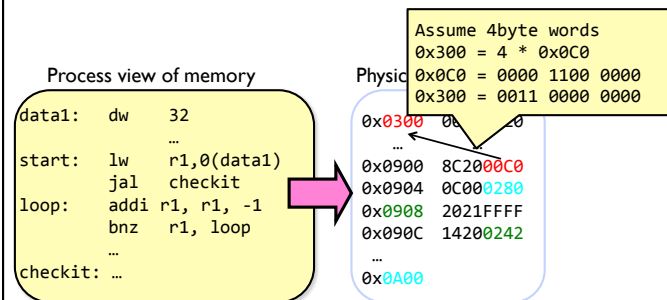 Assume 4byte words
0x300 = 4 * 0x0C0
0x0C0 = 0000 1100 0000
0x300 = 0011 0000 0000
Process view of memory
Physic
data1: dw 32
…
start: lw r1,0(data1)
jal checkit
loop: addi r1, r1, -1
bnz r1, loop
…
checkit: …
0x0300
…
0x0900 8C2000C0
0x0904 0C000280
0x0908 2021FFFF
0x090C 14200242
…
0x0A00